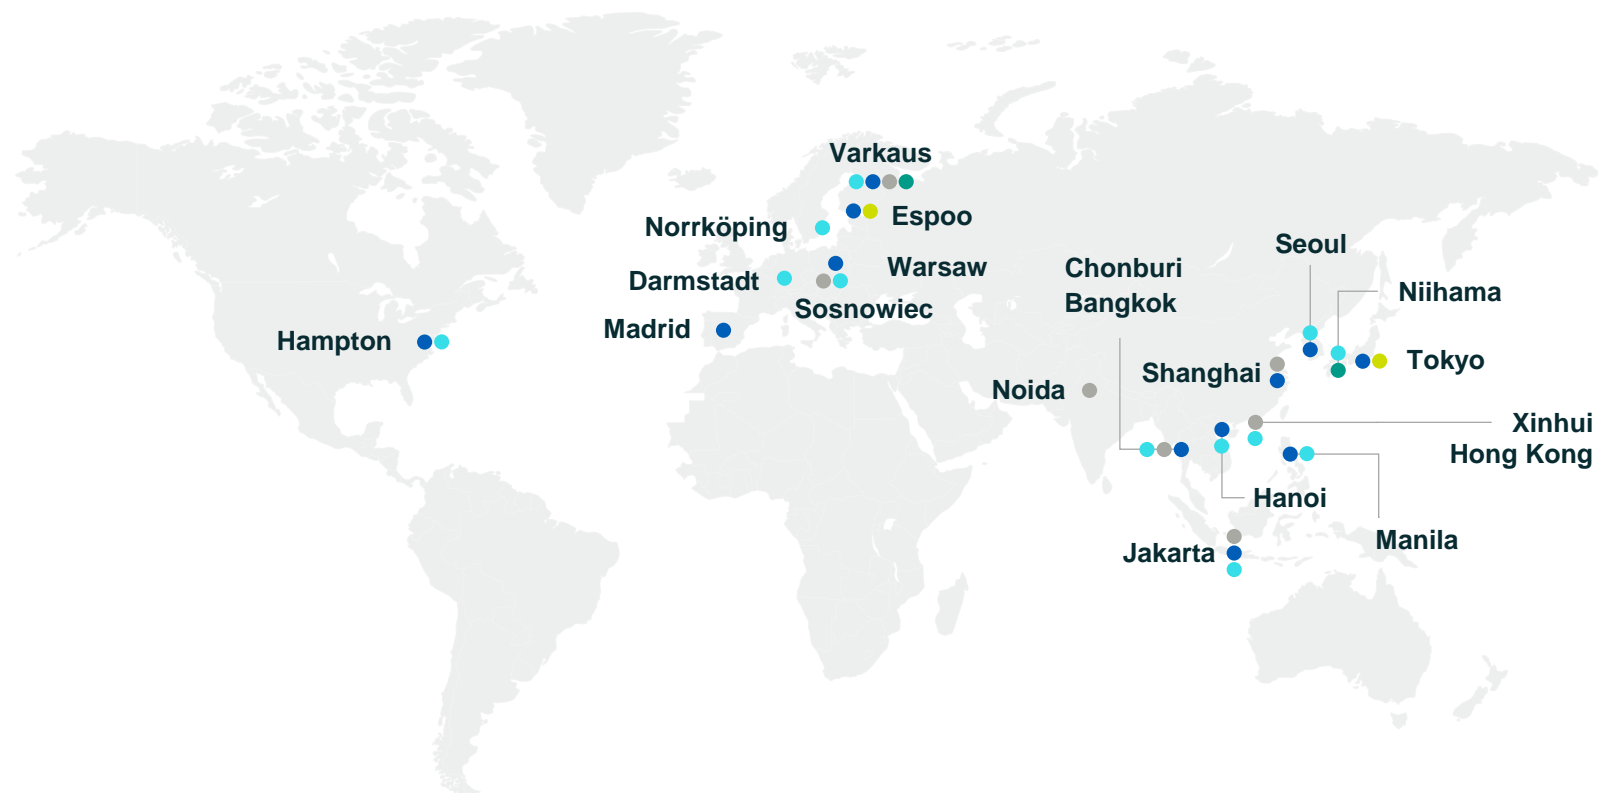 Varkaus
Espoo
Norrköping
Warsaw
Darmstadt
Sosnowiec
Madrid
Hampton
Chonburi
Bangkok
Seoul
Niihama
Tokyo
Shanghai
Noida
Xinhui
Hong Kong
Hanoi
Manila
Jakarta